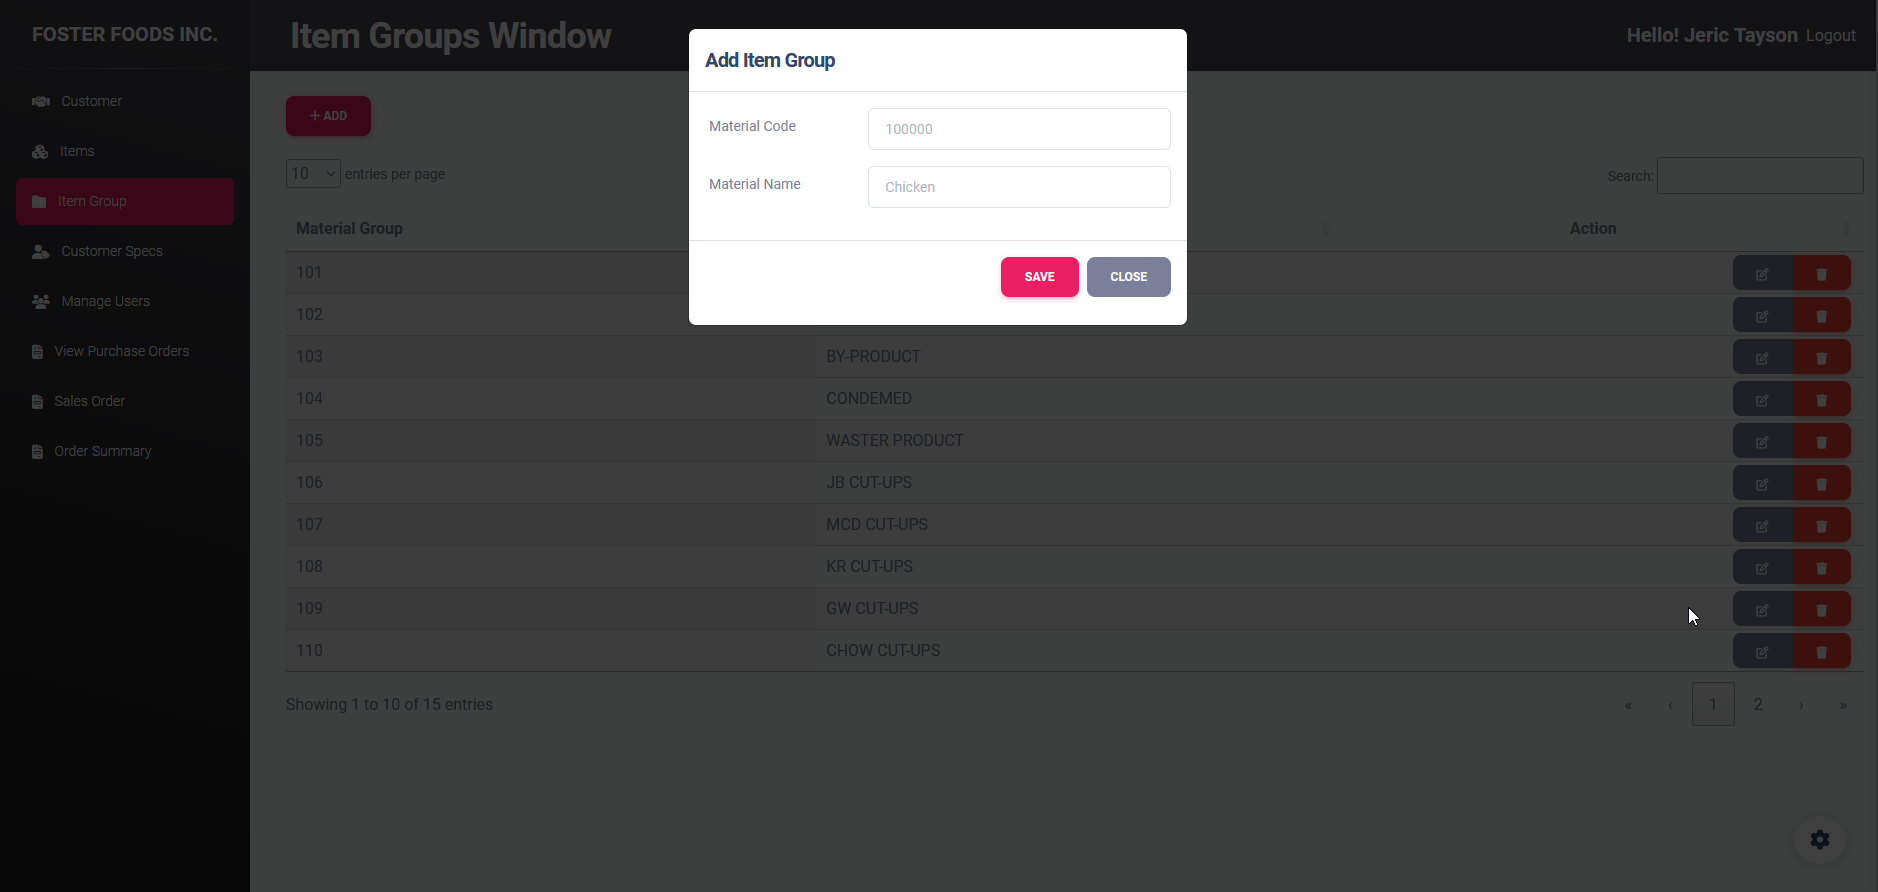 FOSTER FOODS INC.
Item Groups Window
Hello! Jeric Tayson Logout
Customer
Items
Item Group
Customer Specs
Manage Users
View Purchase Orders
Sales Order
Order Summary
+ ADD
10 entries per page
Search:
Add Item Group
Material Code 100000
Material Name Chicken
SAVE CLOSE
Material Group Action
101
102
103 BY-PRODUCT
104 CONDEMED
105 WASTER PRODUCT
106 JB CUT-UPS
107 MCD CUT-UPS
108 KR CUT-UPS
109 GW CUT-UPS
110 CHOW CUT-UPS
Showing 1 to 10 of 15 entries
« ‹ 1 2 › »